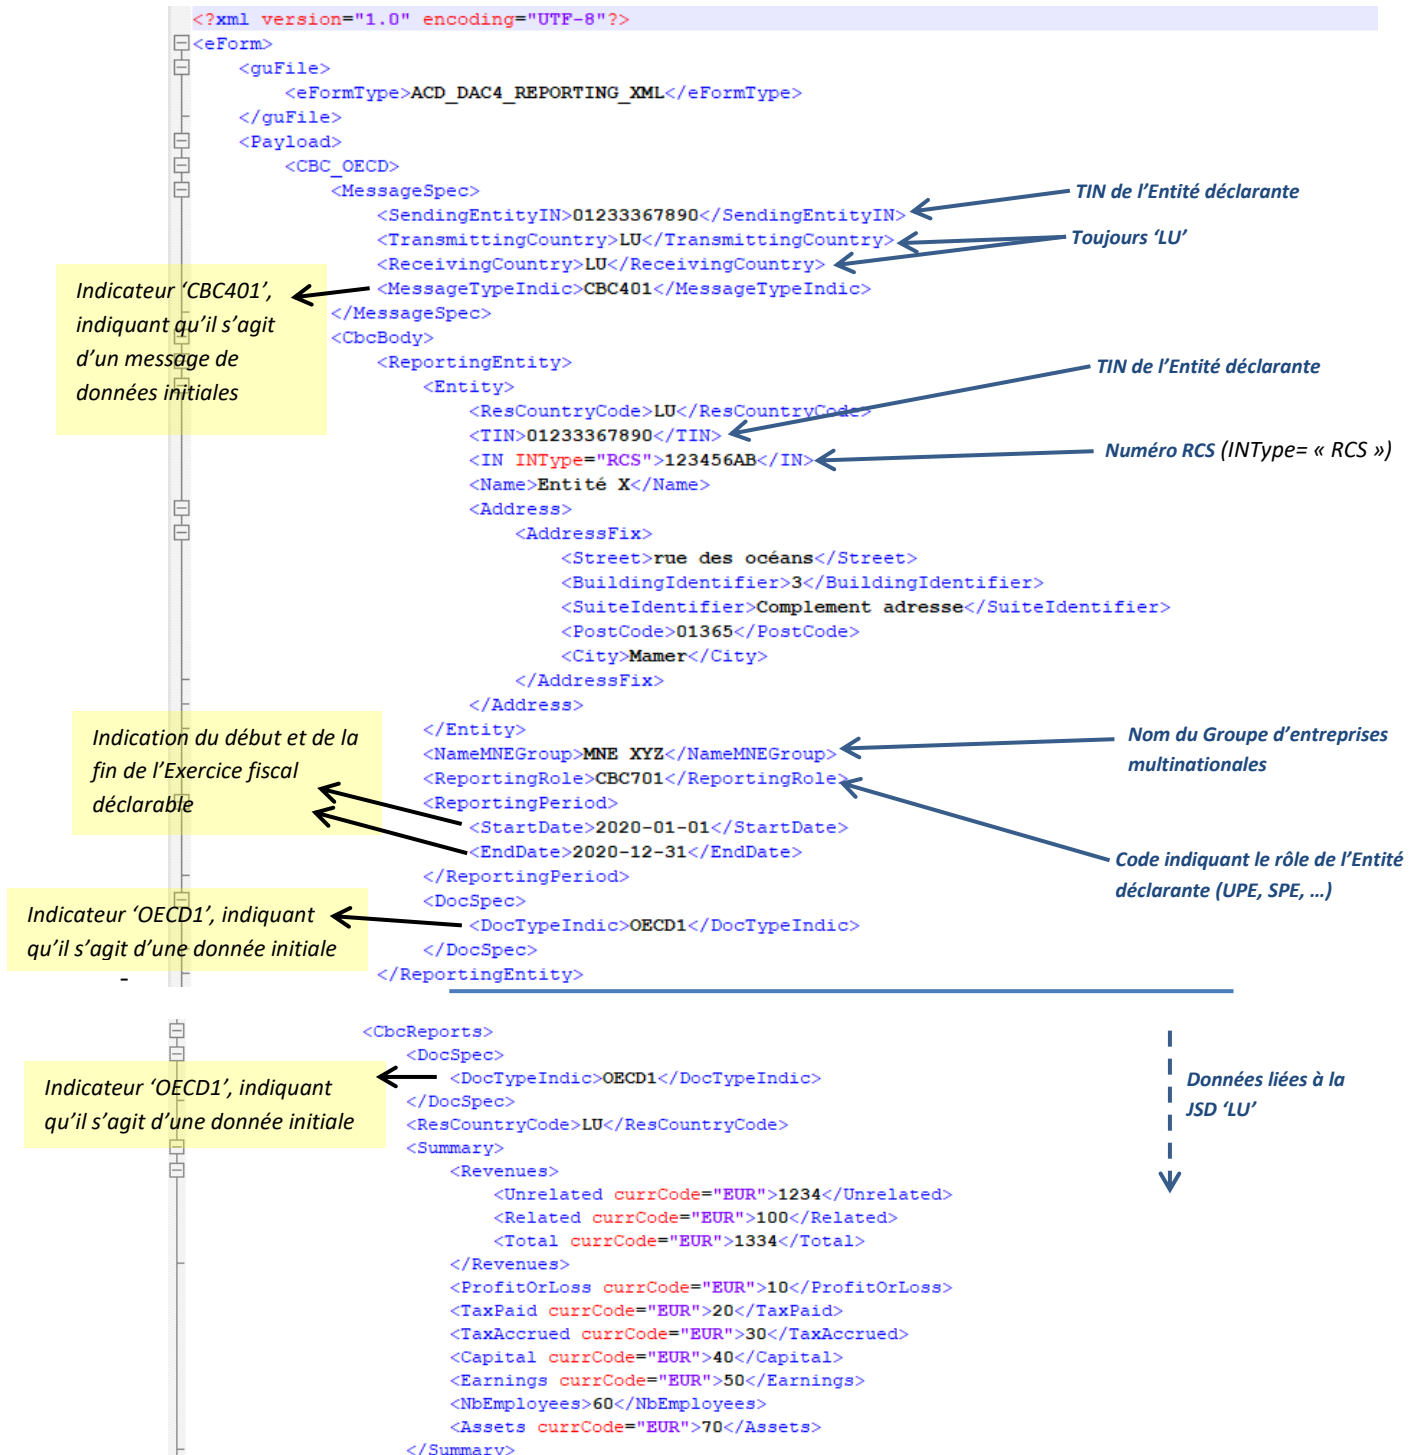 <?xml version="1.0" encoding="UTF-8"?>
<eForm>
<guFile>
<eFormType>ACD_DAC4_REPORTING_XML</eFormType>
</guFile>
<Payload>
<CBC_OECD>
<MessageSpec>
TIN de l’Entité déclarante
<SendingEntityIN>01233367890</SendingEntityIN>
<TransmittingCountry>LU</TransmittingCountry>
Toujours ‘LU’
<ReceivingCountry>LU</ReceivingCountry>
<MessageTypeIndic>CBC401</MessageTypeIndic>
Indicateur ‘CBC401’,
indiquant qu’il s’agit
d’un message de
données initiales
</MessageSpec>
<CbcBody>
<ReportingEntity>
TIN de l’Entité déclarante
<Entity>
<ResCountryCode>LU</ResCountryCode>
<TIN>01233367890</TIN>
<IN INType="RCS">123456AB</IN>
Numéro RCS (INType= « RCS »)
<Name>Entité X</Name>
<Address>
<AddressFix>
<Street>rue des océans</Street>
<BuildingIdentifier>3</BuildingIdentifier>
<SuiteIdentifier>Complement adresse</SuiteIdentifier>
<PostCode>01365</PostCode>
<City>Mamer</City>
</AddressFix>
</Address>
</Entity>
Indication du début et de la
fin de l’Exercice fiscal
déclarable
<NameMNEGroup>MNE XYZ</NameMNEGroup>
Nom du Groupe d’entreprises
multinationales
<ReportingRole>CBC701</ReportingRole>
<ReportingPeriod>
<StartDate>2020-01-01</StartDate>
<EndDate>2020-12-31</EndDate>
Code indiquant le rôle de l’Entité
déclarante (UPE, SPE, …)
</ReportingPeriod>
<DocSpec>
Indicateur ‘OECD1’, indiquant
qu’il s’agit d’une donnée initiale
<DocTypeIndic>OECD1</DocTypeIndic>
</DocSpec>
-
</ReportingEntity>
<CbcReports>
<DocSpec>
<DocTypeIndic>OECD1</DocTypeIndic>
Indicateur ‘OECD1’, indiquant
qu’il s’agit d’une donnée initiale
Données liées à la
JSD ‘LU’
</DocSpec>
<ResCountryCode>LU</ResCountryCode>
<Summary>
<Revenues>
<Unrelated currCode="EUR">1234</Unrelated>
<Related currCode="EUR">100</Related>
<Total currCode="EUR">1334</Total>
</Revenues>
<ProfitOrLoss currCode="EUR">10</ProfitOrLoss>
<TaxPaid currCode="EUR">20</TaxPaid>
<TaxAccrued currCode="EUR">30</TaxAccrued>
<Capital currCode="EUR">40</Capital>
<Earnings currCode="EUR">50</Earnings>
<NbEmployees>60</NbEmployees>
<Assets currCode="EUR">70</Assets>
</Summary>